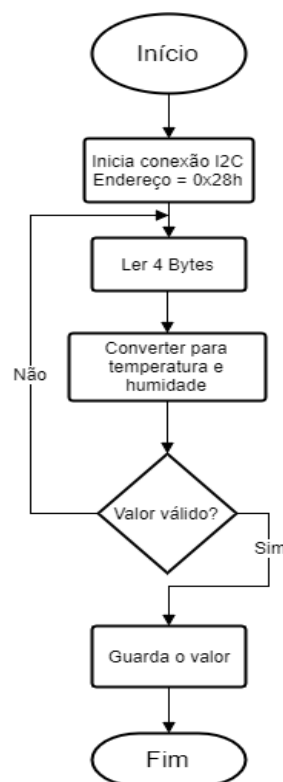 Início
Inicia conexão I2C
Endereço = 0x28h
Ler 4 Bytes
Converter para
temperatura e
humidade
Não
Valor válido?
Sim
Guarda o valor
Fim